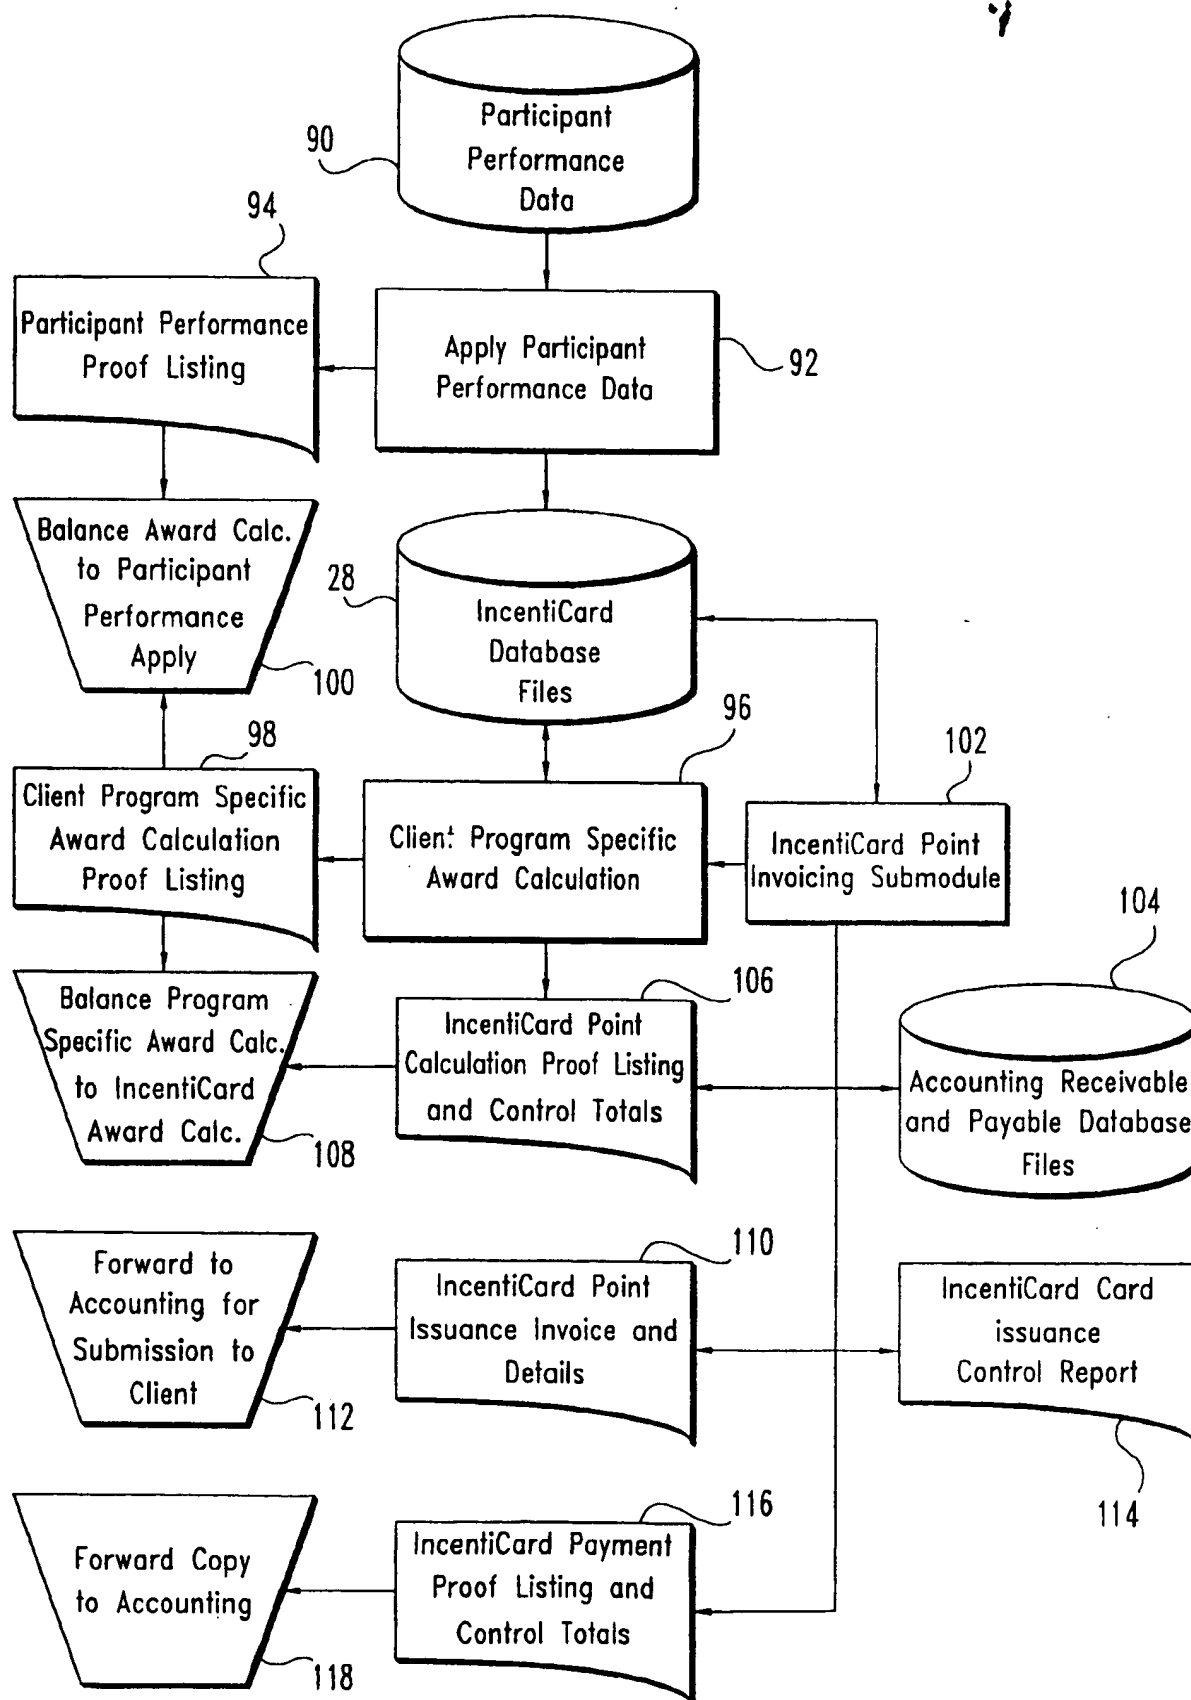 Participant
Performance
Data
90
94
Participant Performance
Proof Listing
Apply Participant
Performance Data
92
Balance Award Calc.
to Participant
Performance
Apply
100
28
IncentiCard
Database
Files
98
96
102
Client Program Specific
Award Calculation
Proof Listing
Client Program Specific
Award Calculation
IncentiCard Point
Invoicing Submodule
104
Balance Program
Specific Award Calc.
to IncentiCard
Award Calc.
108
106
IncentiCard Point
Calculation Proof Listing
and Control Totals
Accounting Receivable
and Payable Database
Files
Forward to
Accounting for
Submission to
Client
112
110
IncentiCard Point
Issuance Invoice and
Details
IncentiCard Card
issuance
Control Report
114
Forward Copy
to Accounting
118
116
IncentiCard Payment
Proof Listing and
Control Totals